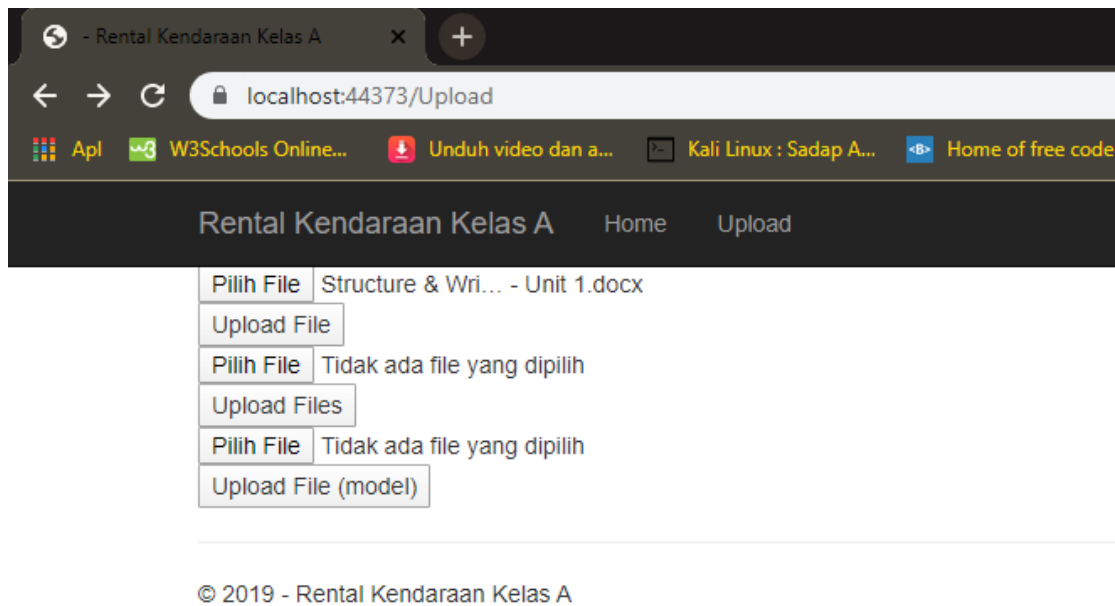 - Rental Kendaraan Kelas A
localhost:44373/Upload
Apl W3Schools Online... Unduh video dan a... Kali Linux : Sadap A... <B> Home of free code
Rental Kendaraan Kelas A Home Upload
Pilih File Structure & Wri... - Unit 1.docx
Upload File
Pilih File Tidak ada file yang dipilih
Upload Files
Pilih File Tidak ada file yang dipilih
Upload File (model)
© 2019 - Rental Kendaraan Kelas A